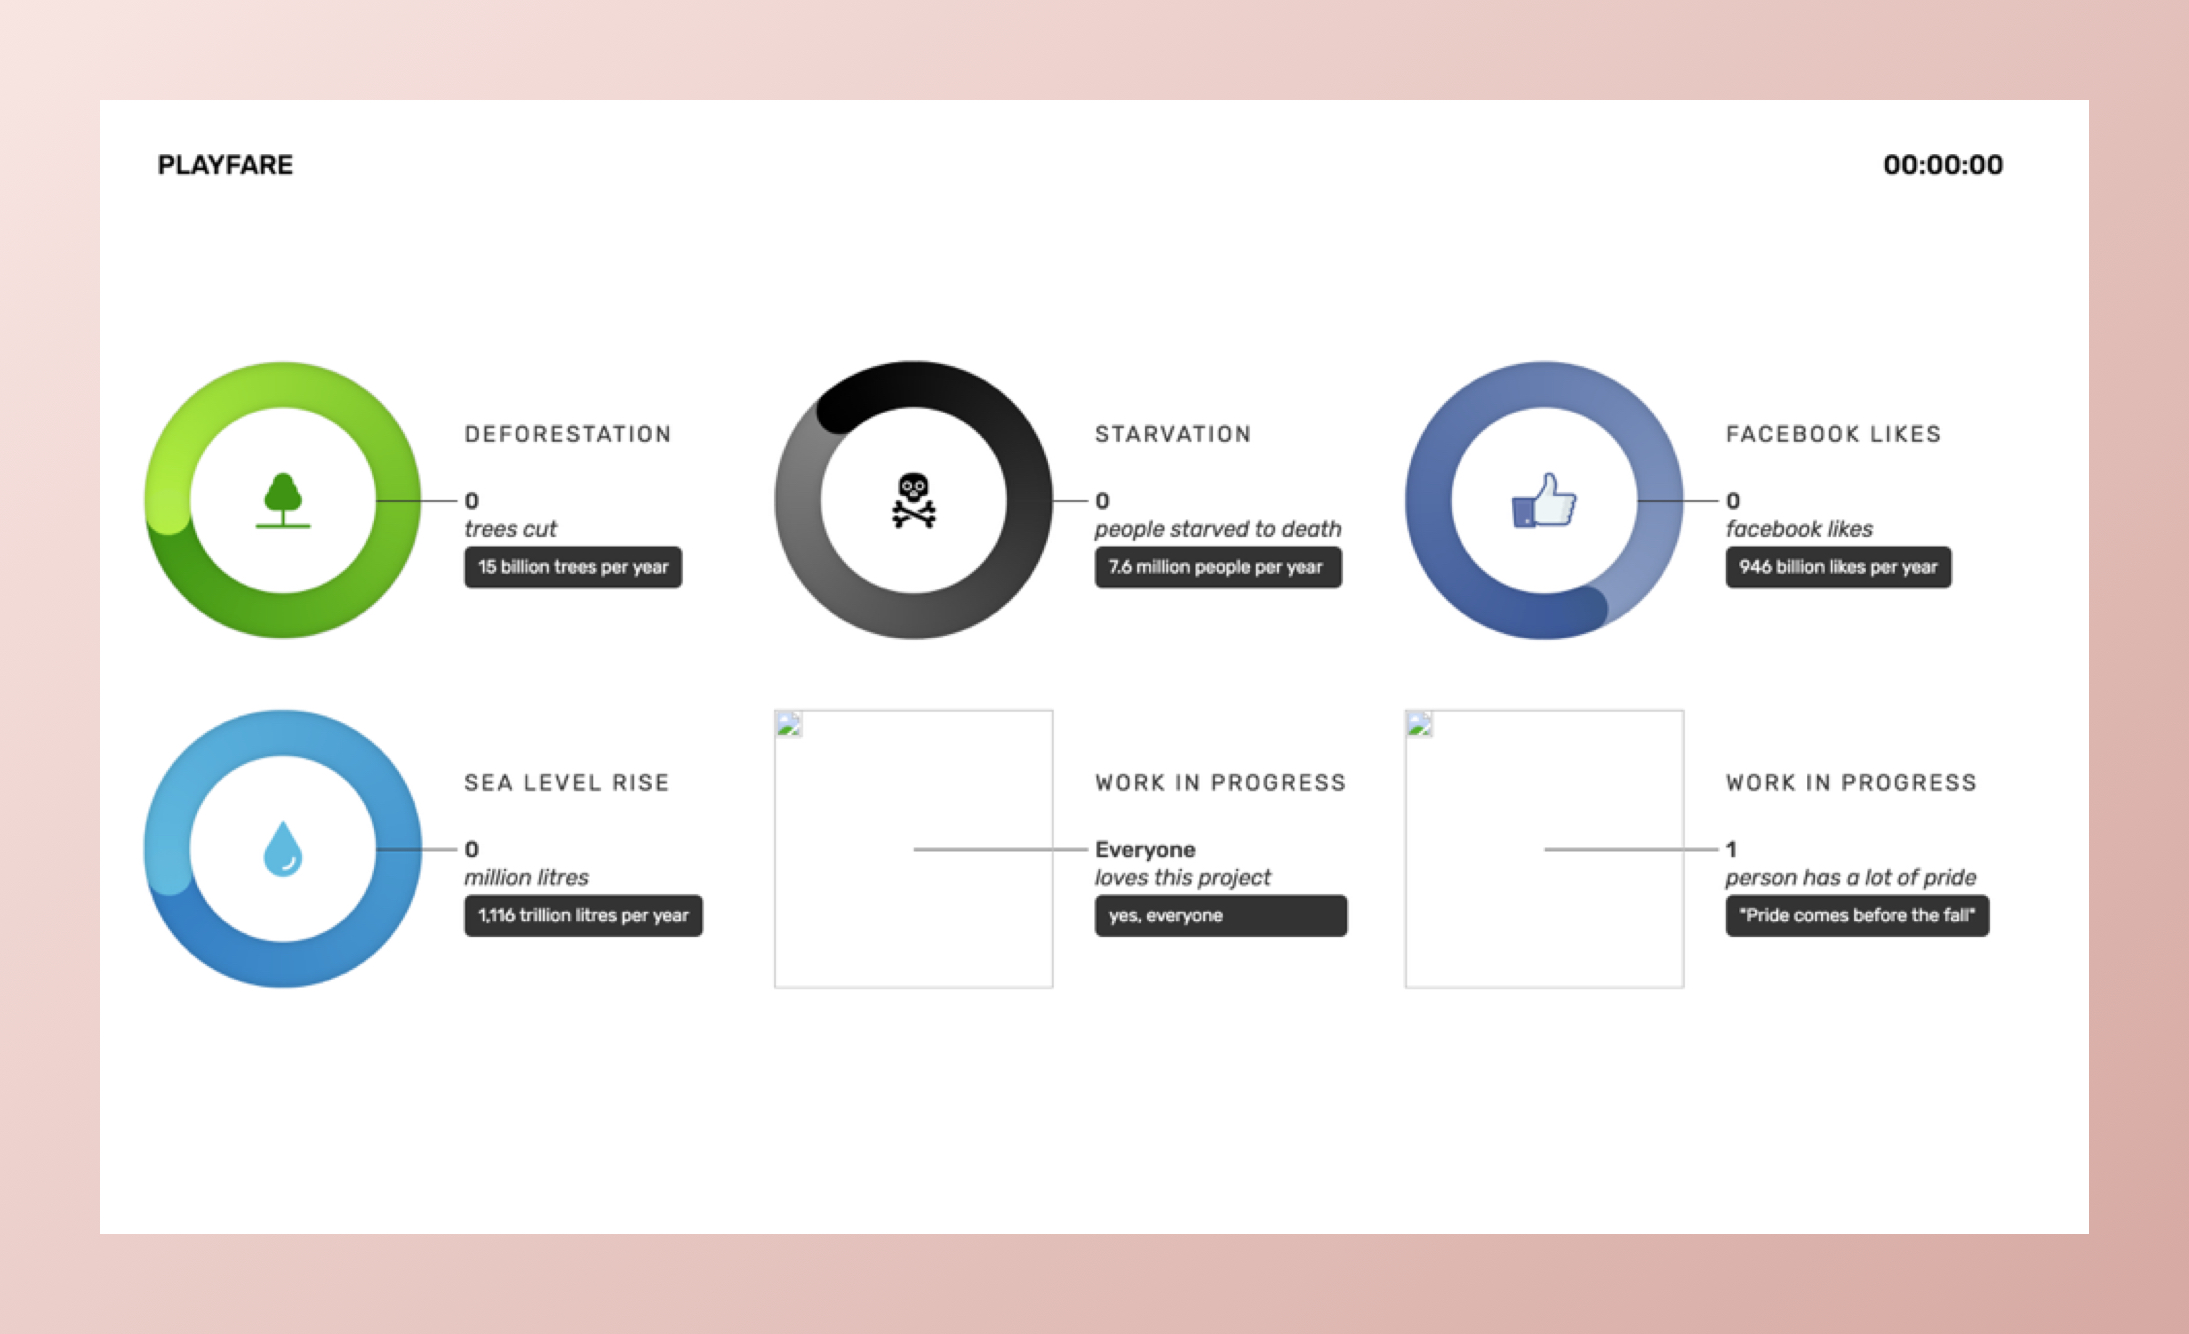 PLAYFARE
00:00:00
DEFORESTATION
0
trees cut
15 billion trees per year
STARVATION
0
people starved to death
7.6 million people per year
FACEBOOK LIKES
0
facebook likes
946 billion likes per year
SEA LEVEL RISE
0
million litres
1,116 trillion litres per year
WORK IN PROGRESS
Everyone
loves this project
yes, everyone
WORK IN PROGRESS
1
person has a lot of pride
"Pride comes before the fall"